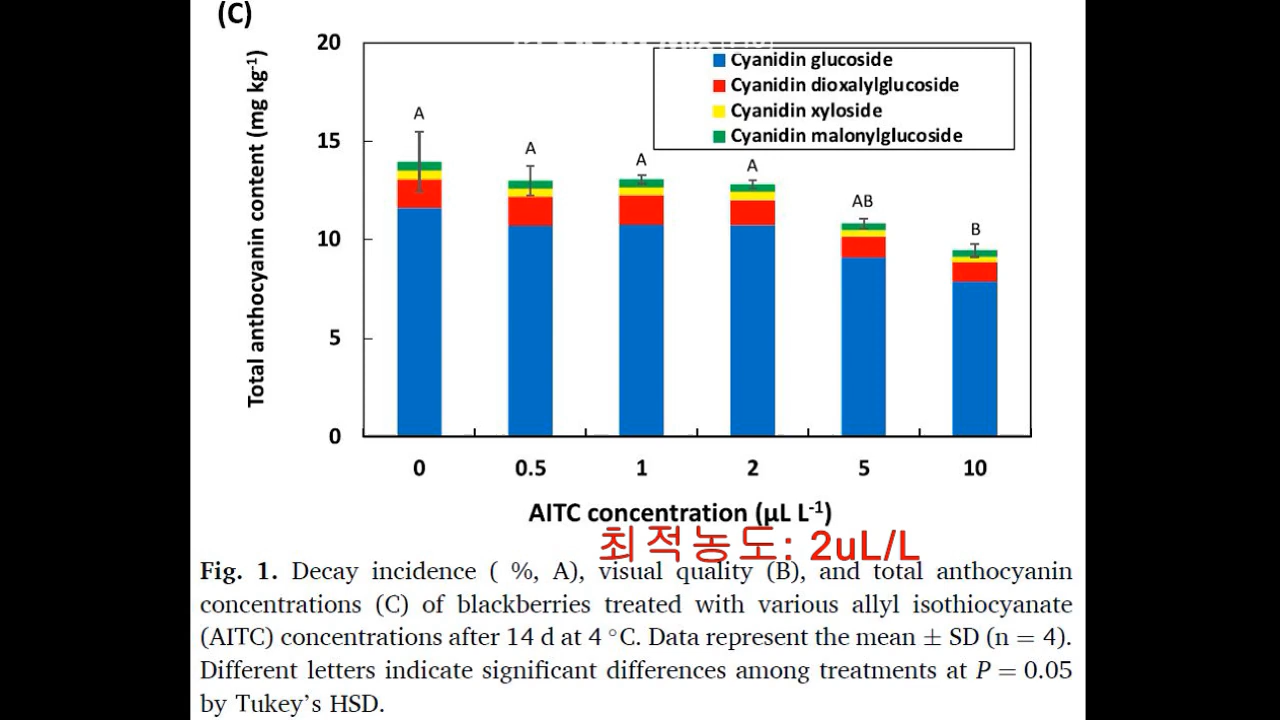 (C)
Total anthocyanin content (mg kg-1)
20
15
10
5
0
Cyanidin glucoside
Cyanidin dioxalylglucoside
Cyanidin xyloside
Cyanidin malonylglucoside
A
A
A
A
AB
B
0 0.5 1 2 5 10
AITC concentration (µL L-1)
최적농도: 2uL/L
Fig. 1. Decay incidence ( %, A), visual quality (B), and total anthocyanin
concentrations (C) of blackberries treated with various allyl isothiocyanate
(AITC) concentrations after 14 d at 4 °C. Data represent the mean ± SD (n = 4).
Different letters indicate significant differences among treatments at P = 0.05
by Tukey's HSD.